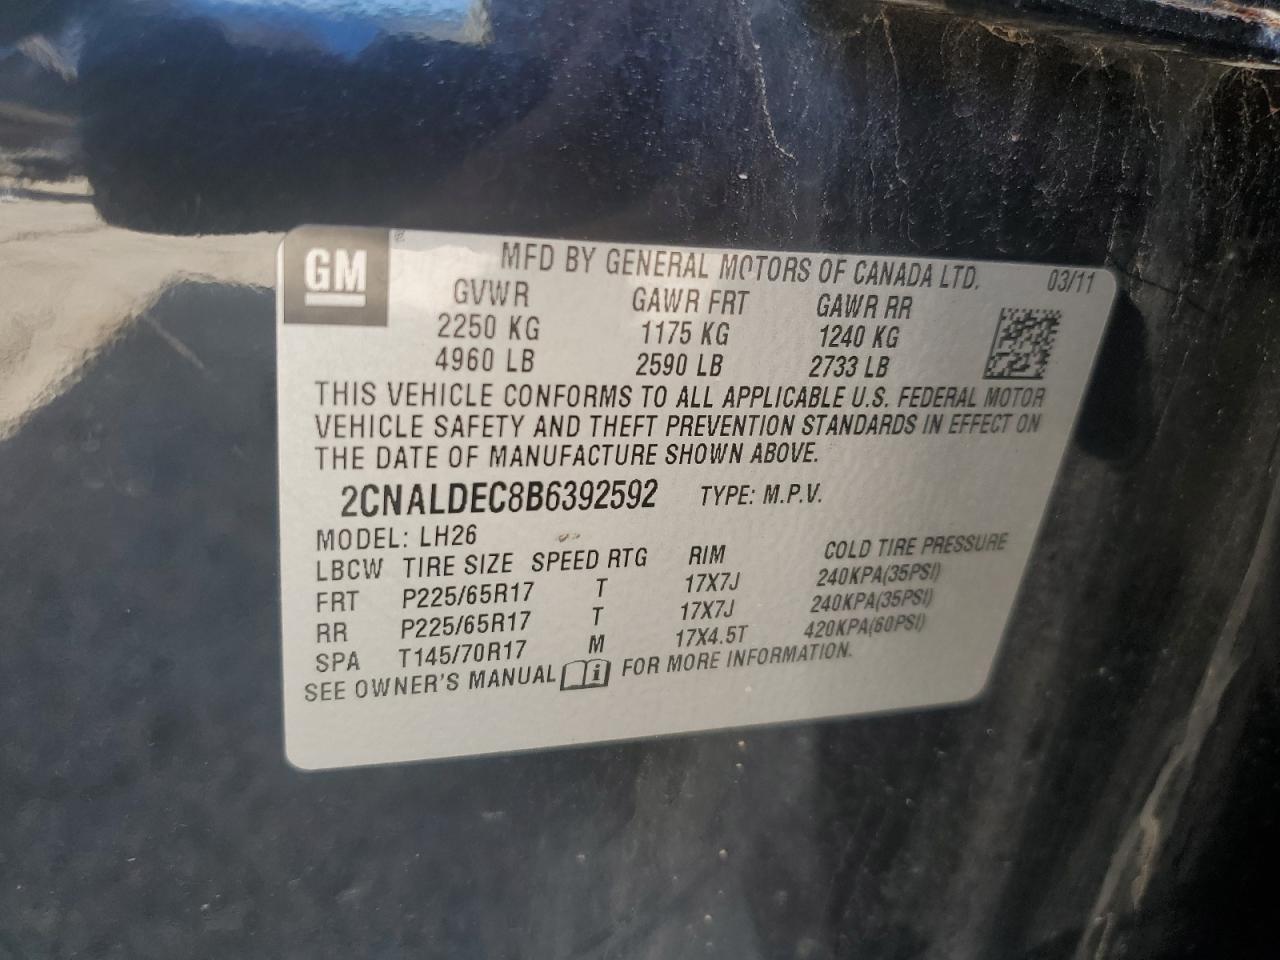 GM
MFD BY GENERAL MOTORS OF CANADA LTD. 03/11
GVWR GAWR FRT GAWR RR
2250 KG 1175 KG 1240 KG
4960 LB 2590 LB 2733 LB
THIS VEHICLE CONFORMS TO ALL APPLICABLE U.S. FEDERAL MOTOR
VEHICLE SAFETY AND THEFT PREVENTION STANDARDS IN EFFECT ON
THE DATE OF MANUFACTURE SHOWN ABOVE.
2CNALDEC8B6392592 TYPE: M.P.V.
MODEL: LH26
LBCW TIRE SIZE SPEED RTG RIM COLD TIRE PRESSURE
FRT P225/65R17 T 17X7J 240KPA(35PSI)
RR P225/65R17 T 17X7J 240KPA(35PSI)
SPA T145/70R17 M 17X4.5T 420KPA(60PSI)
SEE OWNER'S MANUAL i FOR MORE INFORMATION.